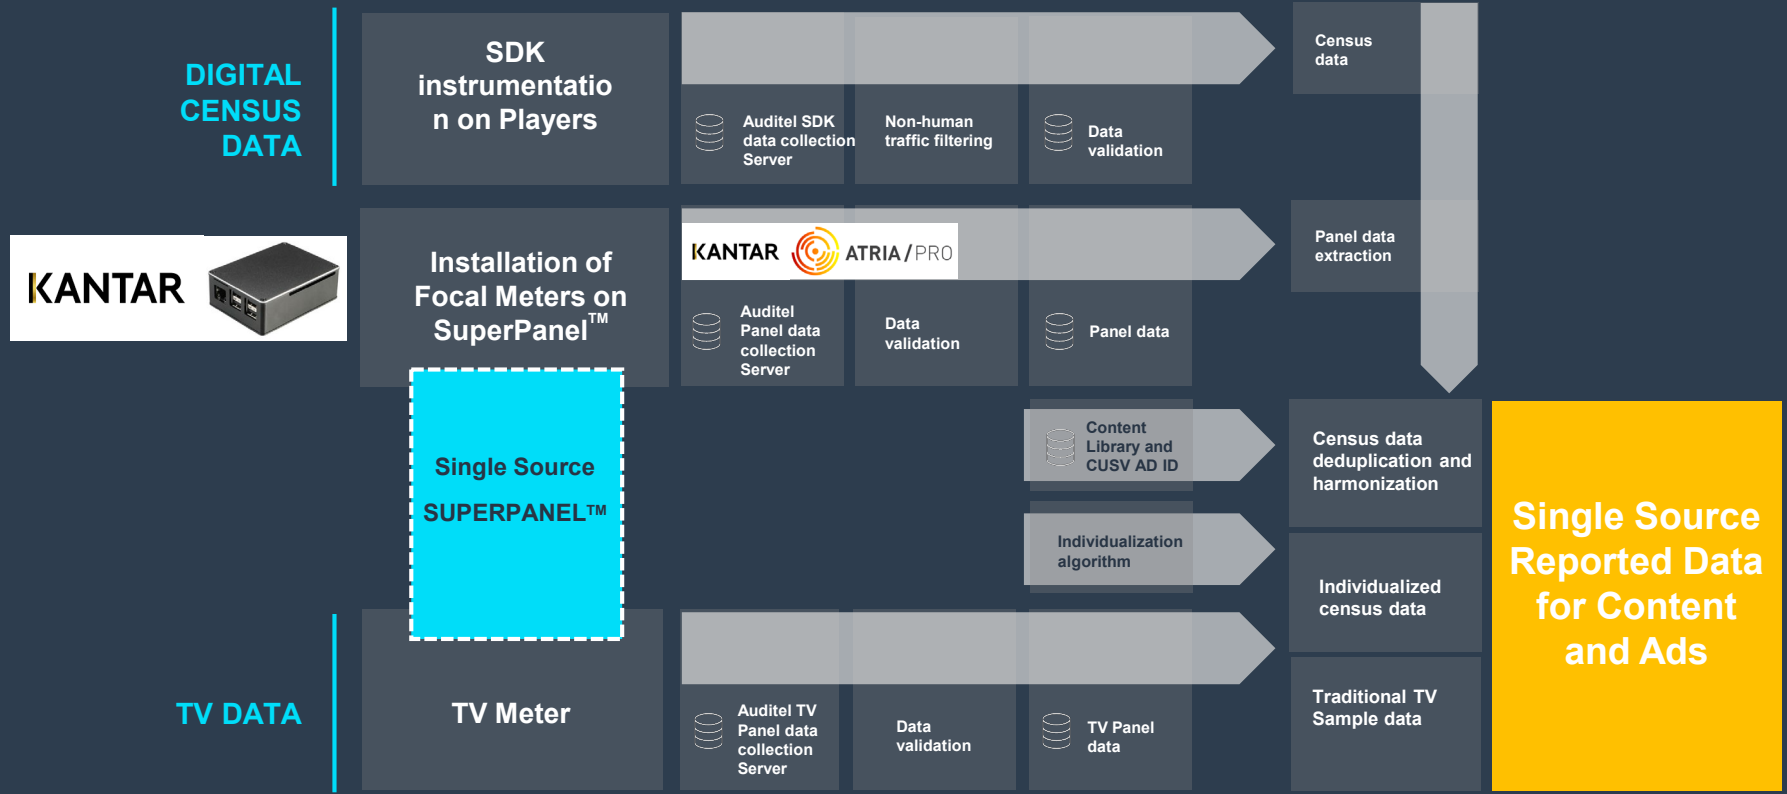 DIGITAL
CENSUS
DATA
SDK
instrumentatio
n on Players
Auditel SDK
data collection
Server
Non-human
traffic filtering
Data
validation
Census
data
KANTAR
Installation of
Focal Meters on
SuperPanel™
KANTAR ATRIA/PRO
Auditel
Panel data
collection
Server
Data
validation
Panel data
Panel data
extraction
Single Source
SUPERPANEL™
Content
Library and
CUSV AD ID
Census data
deduplication and
harmonization
Individualization
algorithm
Individualized
census data
Single Source
Reported Data
for Content
and Ads
TV DATA
TV Meter
Auditel TV
Panel data
collection
Server
Data
validation
TV Panel
data
Traditional TV
Sample data